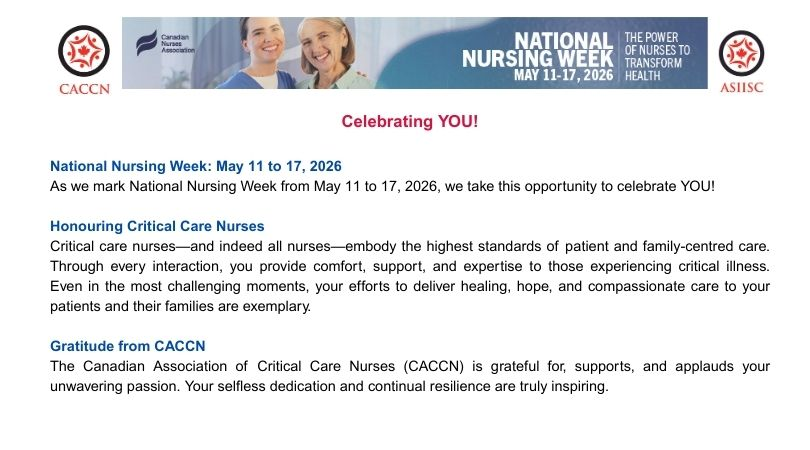 Canadian
Nurses
Association
NATIONAL
NURSING WEEK
MAY 11-17, 2026
THE POWER
OF NURSES TO
TRANSFORM
HEALTH
CACCN
ASIISC
Celebrating YOU!
National Nursing Week: May 11 to 17, 2026
As we mark National Nursing Week from May 11 to 17, 2026, we take this opportunity to celebrate YOU!
Honouring Critical Care Nurses
Critical care nurses—and indeed all nurses—embody the highest standards of patient and family-centred care.
Through every interaction, you provide comfort, support, and expertise to those experiencing critical illness.
Even in the most challenging moments, your efforts to deliver healing, hope, and compassionate care to your
patients and their families are exemplary.
Gratitude from CACCN
The Canadian Association of Critical Care Nurses (CACCN) is grateful for, supports, and applauds your
unwavering passion. Your selfless dedication and continual resilience are truly inspiring.